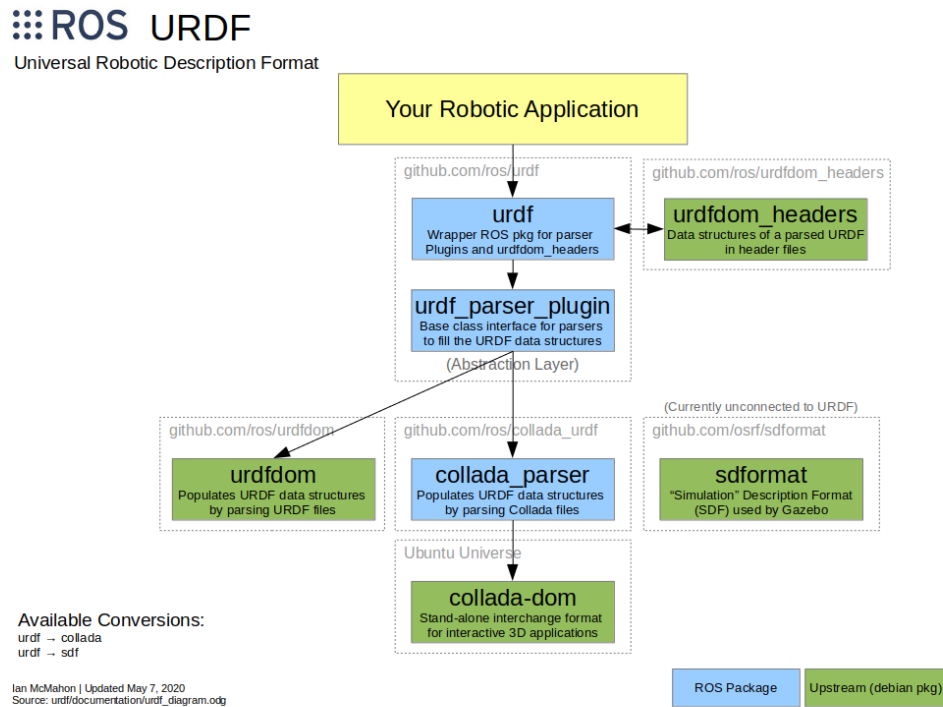 ROS URDF
Universal Robotic Description Format
Your Robotic Application
github.com/ros/urdf
github.com/ros/urdfdom_headers
urdf
Wrapper ROS pkg for parser
Plugins and urdfdom_headers
urdfdom_headers
Data structures of a parsed URDF
in header files
urdf_parser_plugin
Base class interface for parsers
to fill the URDF data structures
(Abstraction Layer)
(Currently unconnected to URDF)
github.com/ros/urdfdom
github.com/ros/collada_urdf
github.com/osrf/sdformat
urdfdom
Populates URDF data structures
by parsing URDF files
collada_parser
Populates URDF data structures
by parsing Collada files
sdformat
“Simulation” Description Format
(SDF) used by Gazebo
Ubuntu Universe
collada-dom
Stand-alone interchange format
for interactive 3D applications
Available Conversions:
urdf → collada
urdf → sdf
Ian McMahon | Updated May 7, 2020
Source: urdf/documentation/urdf_diagram.odg
ROS Package
Upstream (debian pkg)